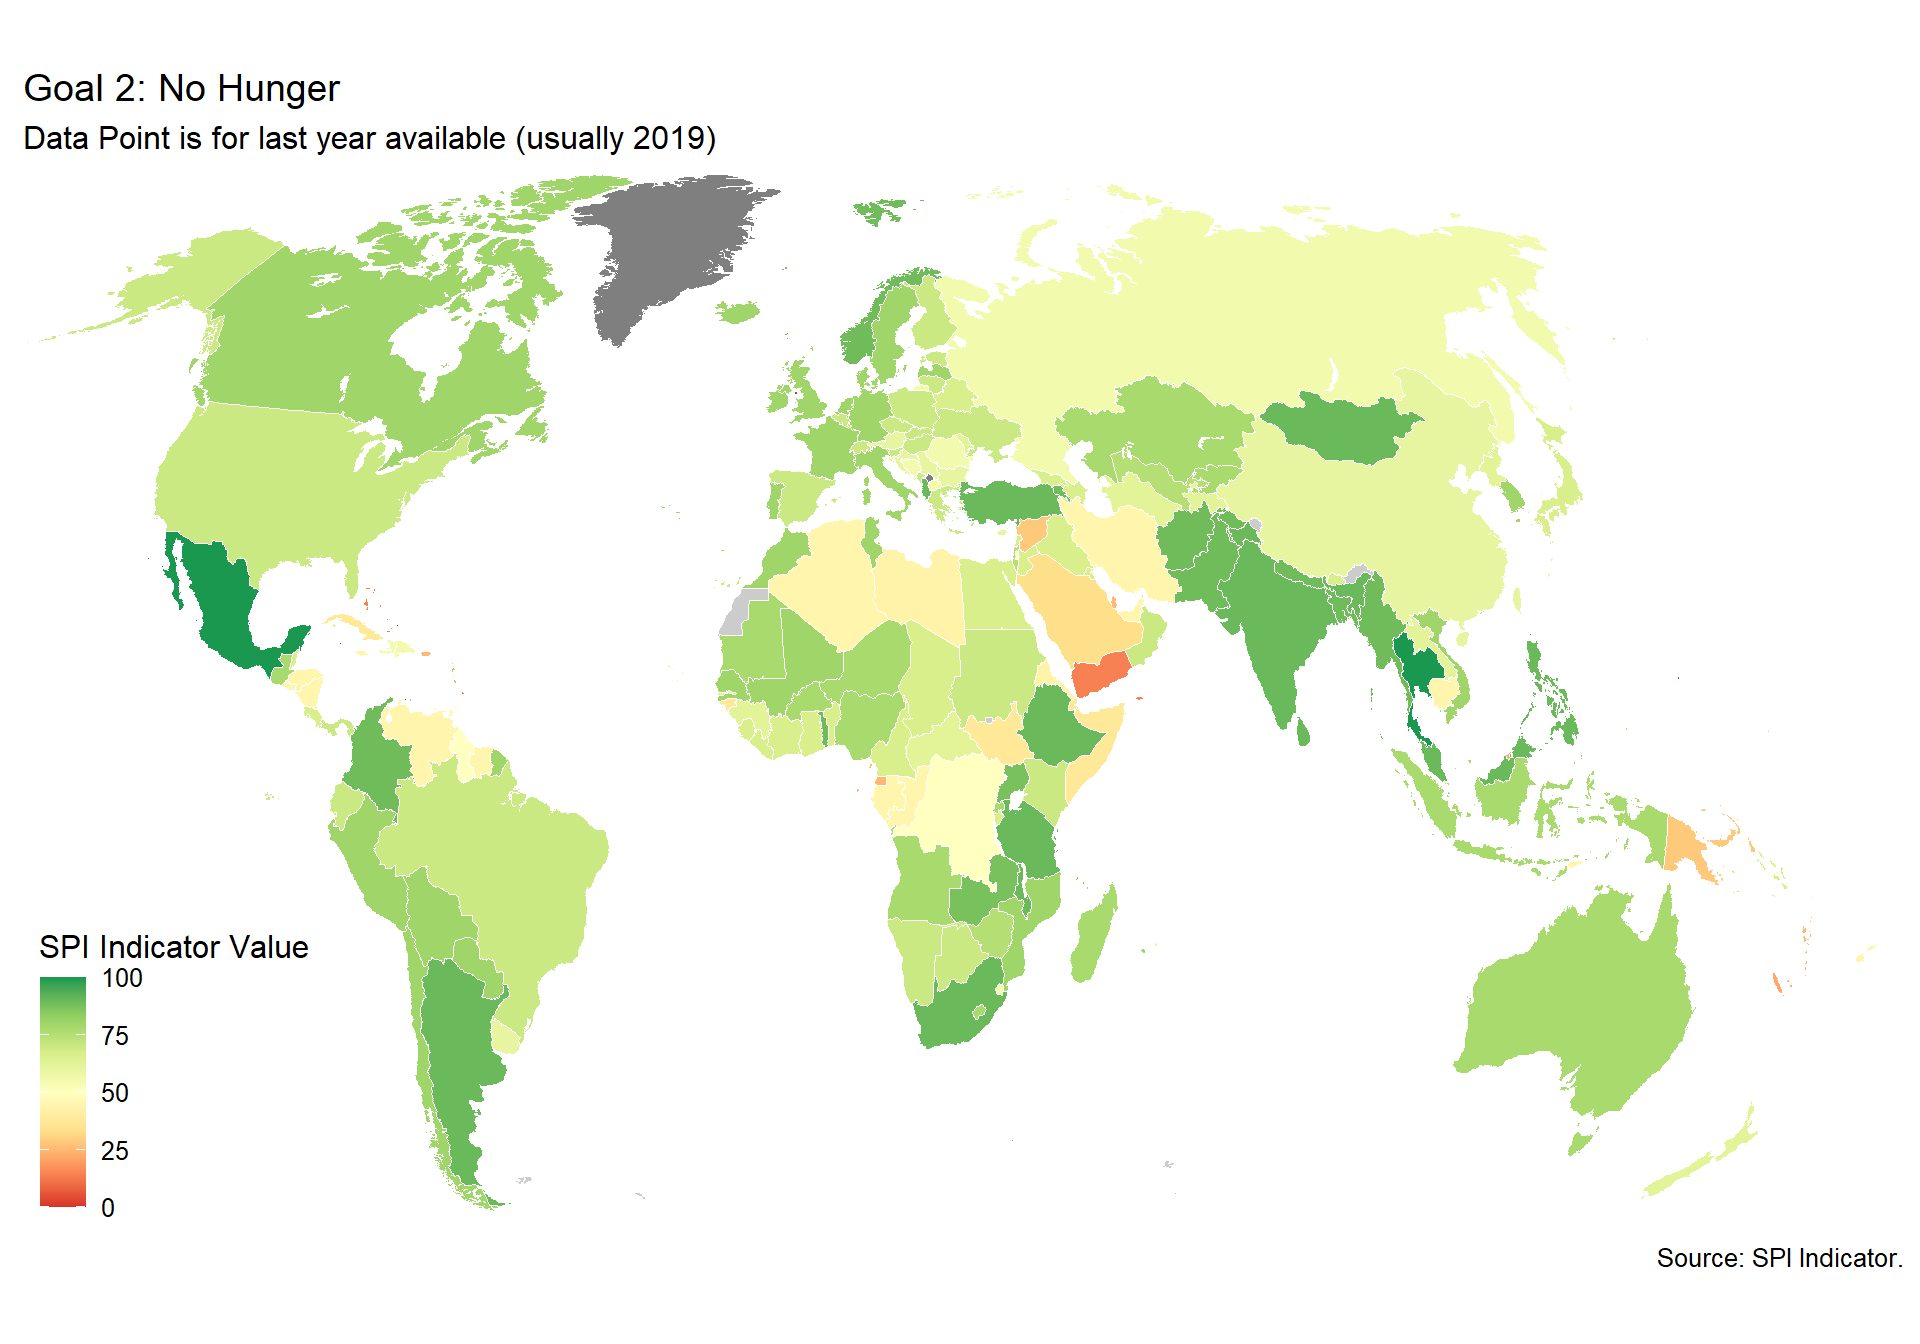 Goal 2: No Hunger
Data Point is for last year available (usually 2019)
SPI Indicator Value
100
75
50
25
0
Source: SPI Indicator.